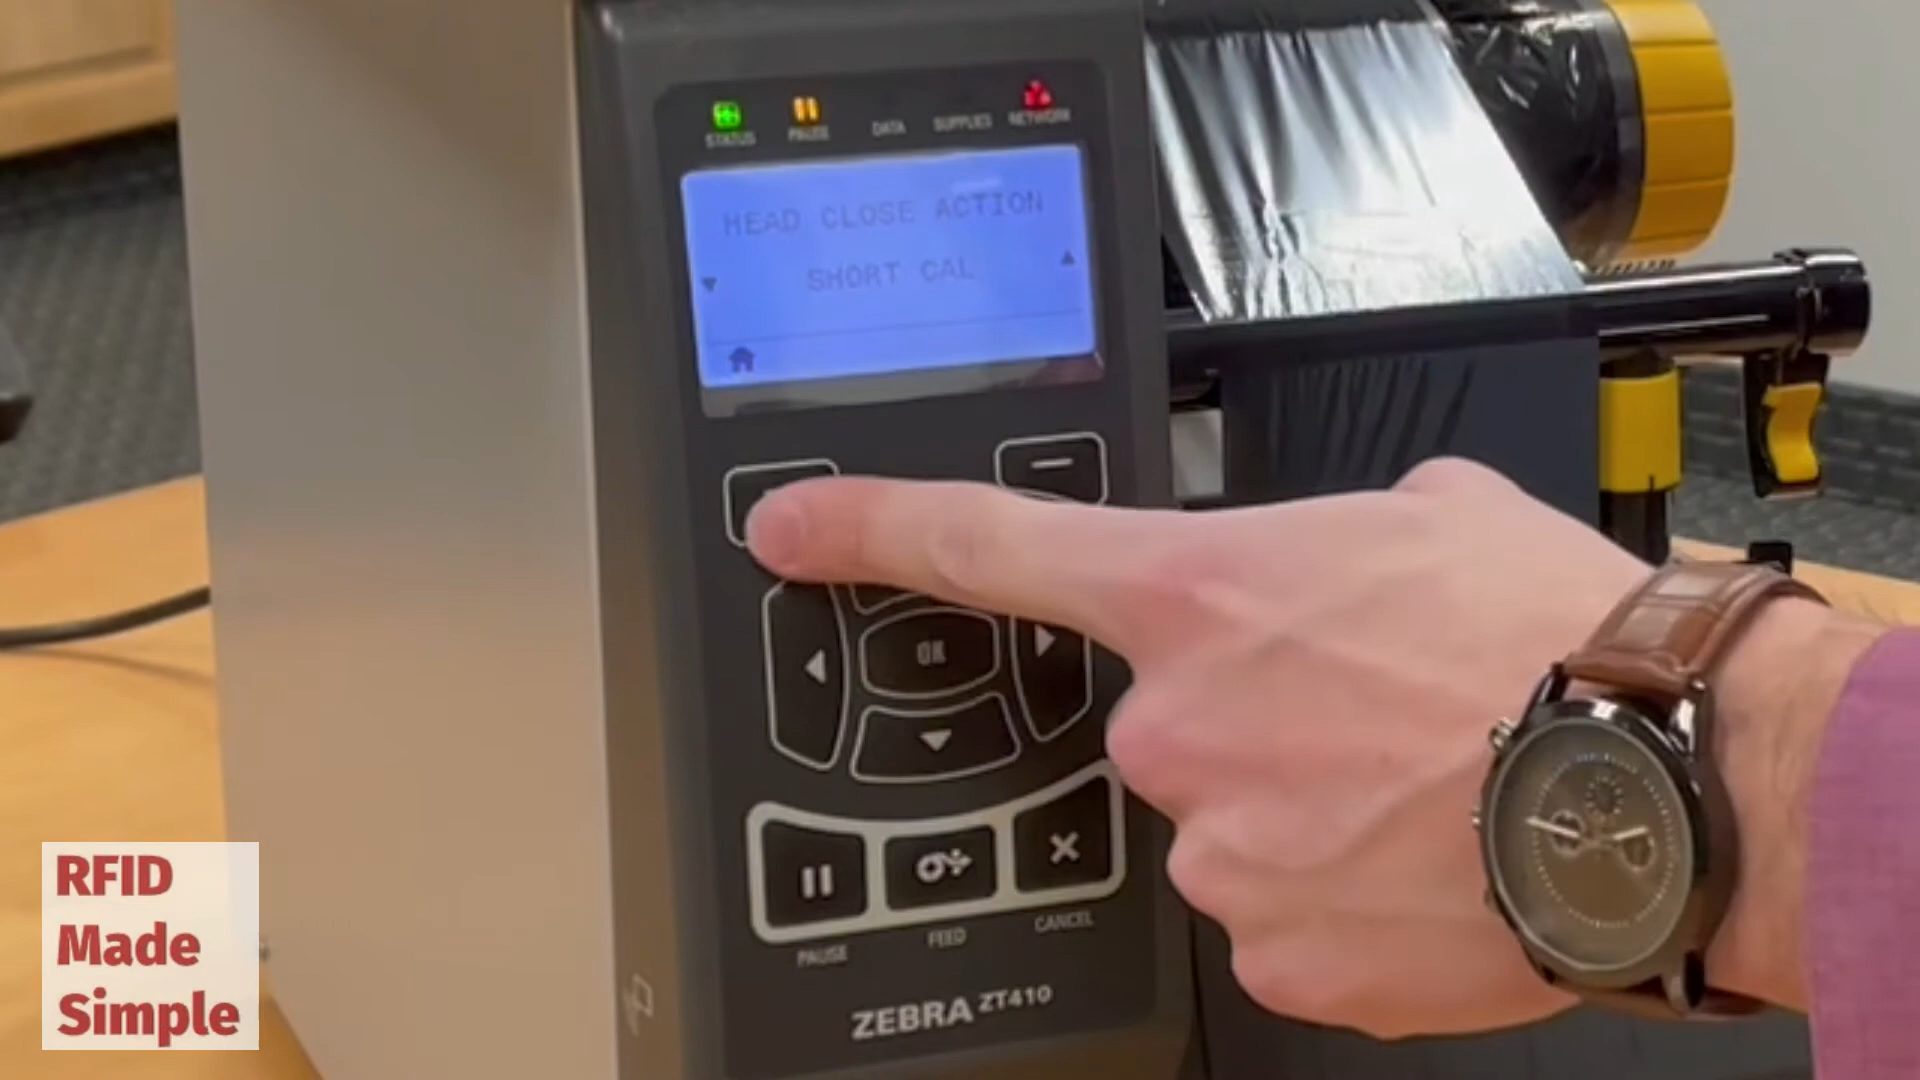 STATUS
PAUSE
DATA
SUPPLIES
NETWORK
HEAD CLOSE ACTION
SHORT CAL
OK
PAUSE
FEED
CANCEL
ZEBRA ZT410
RFID
Made
Simple